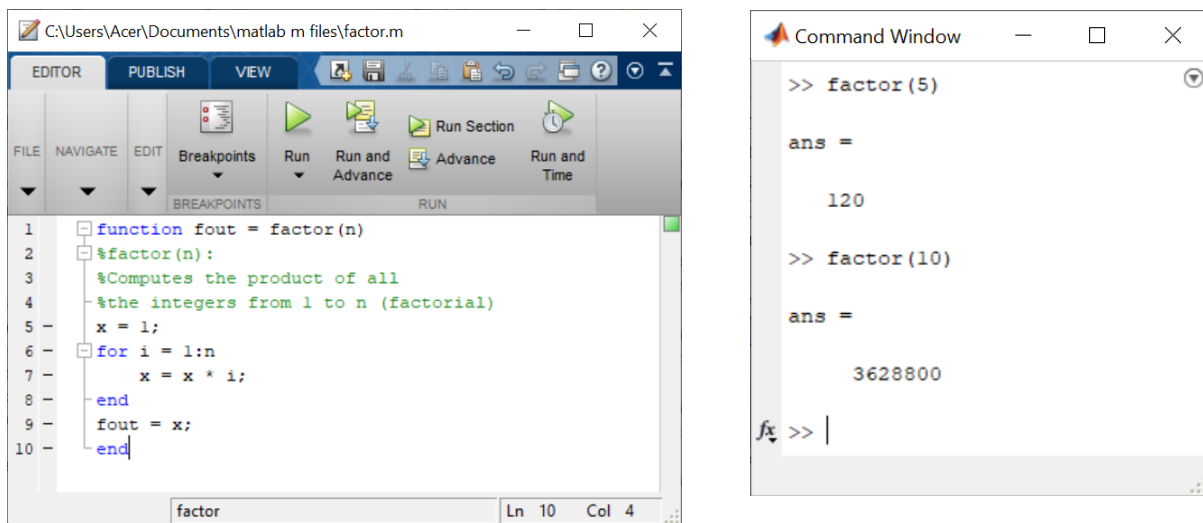 C:\Users\Acer\Documents\matlab m files\factor.m
EDITOR PUBLISH VIEW
FILE NAVIGATE EDIT Breakpoints Run Run and Advance Run Section Advance Run and Time
BREAKPOINTS RUN
1 function fout = factor(n)
2 %factor(n):
3 %Computes the product of all
4 %the integers from 1 to n (factorial)
5 – x = 1;
6 – for i = 1:n
7 – x = x * i;
8 – end
9 – fout = x;
10 – end
factor Ln 10 Col 4
Command Window
>> factor(5)
ans =
120
>> factor(10)
ans =
3628800
fx >>